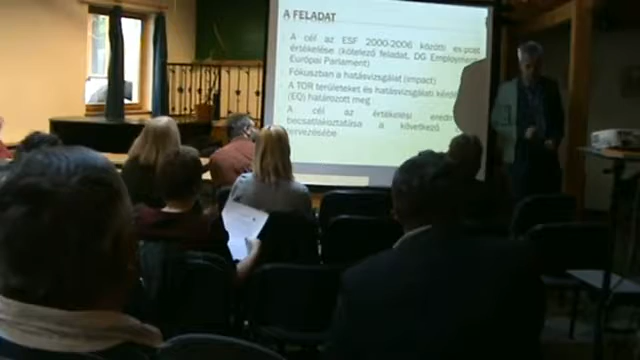 A FELADAT
A cél az ESF 2000-2006 közötti ex-post
értékelése (kötelező feladat, DG Employment
Európai Parlament)
Fókuszban a hatásvizsgálat (impact)
A TOR területeket és hatásvizsgálati
(EQ) határozott meg
A cél az értékelési
becsatlakoztatása a következő
tervezésébe